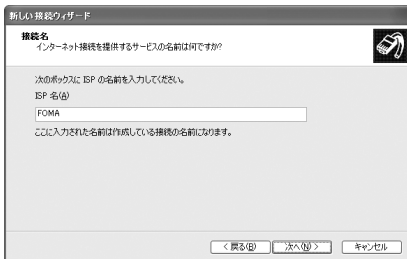 新しい接続ウィザード
接続名
インターネット接続を提供するサービスの名前は何ですか?
次のボックスに ISP の名前を入力してください。
ISP 名(A)
FOMA
ここに入力された名前は作成している接続の名前になります。
< 戻る(B) 次へ(N) > キャンセル